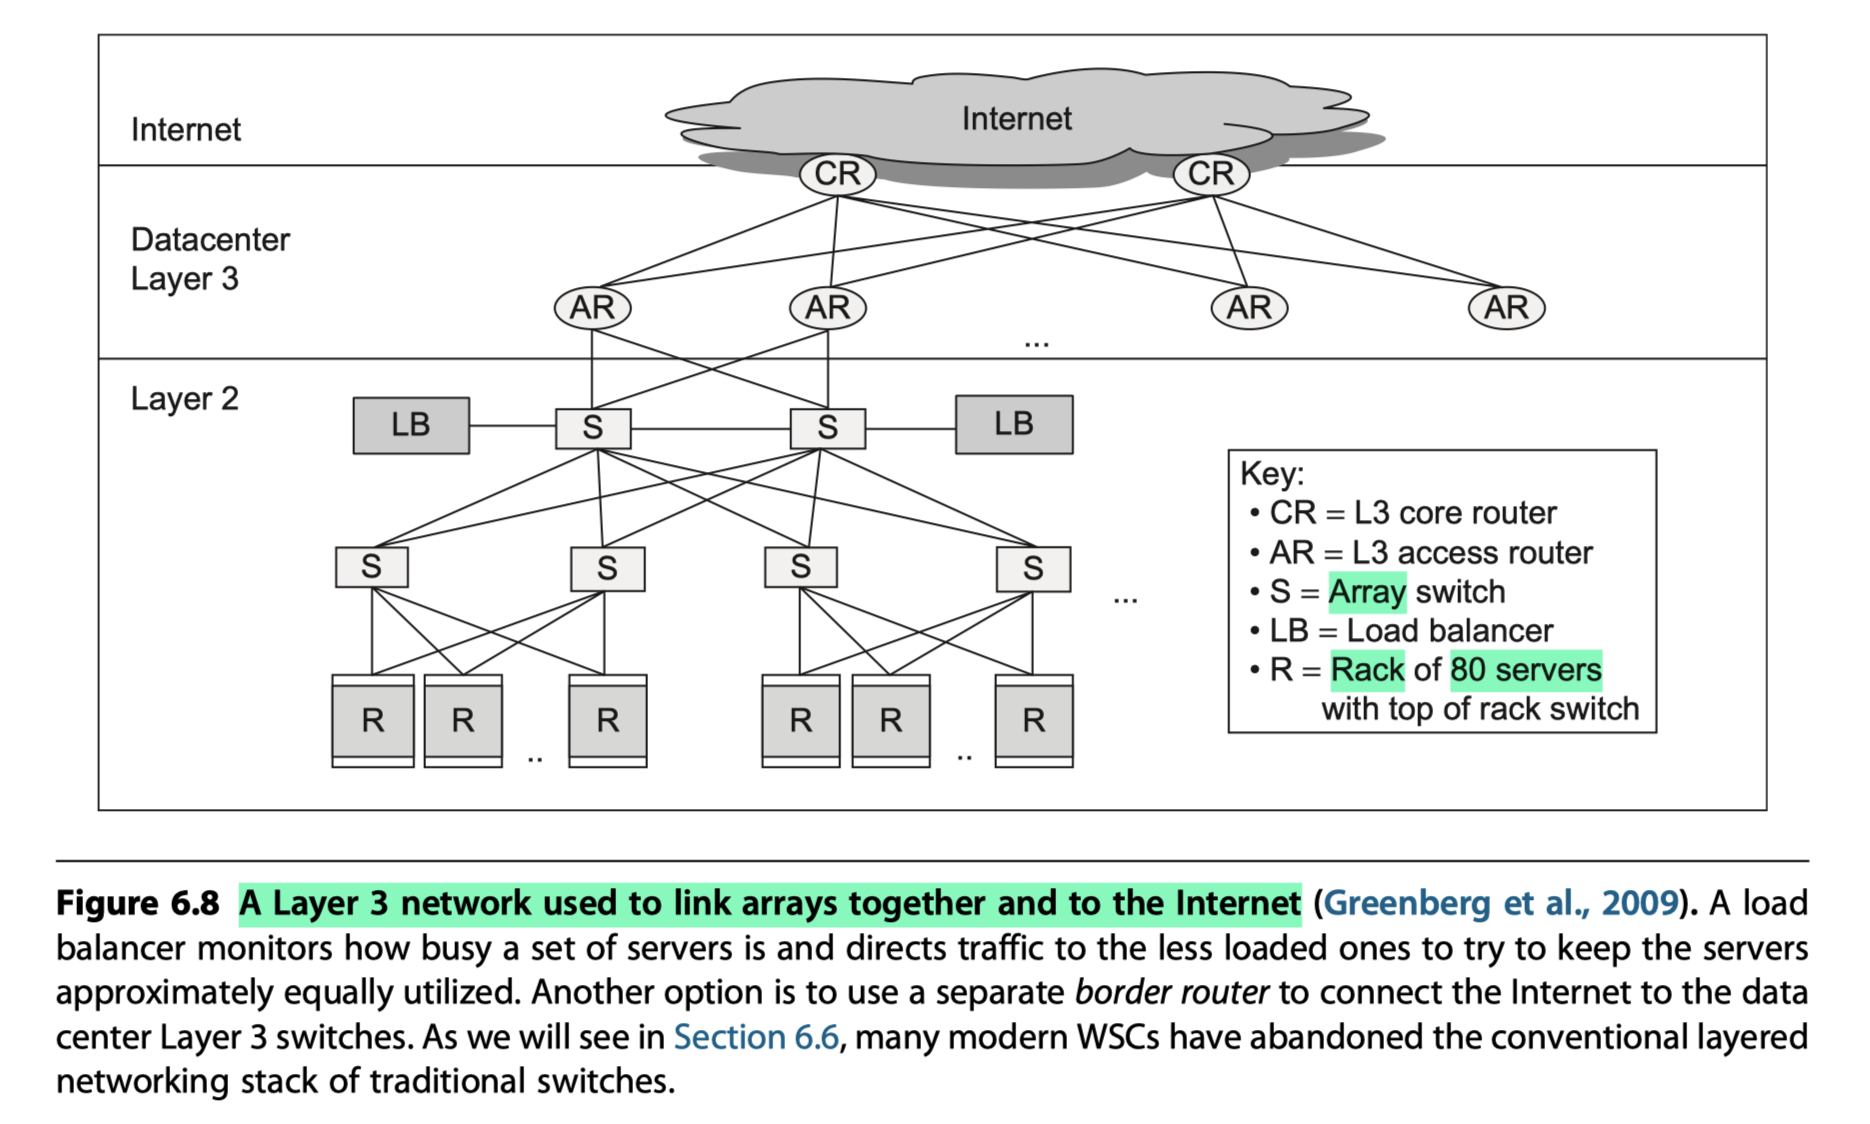 Internet
Internet
CR
CR
Datacenter
Layer 3
AR
AR
AR
AR
...
Layer 2
LB
S
S
LB
S
S
S
S
...
R
R
..
R
R
R
..
R
Key:
• CR = L3 core router
• AR = L3 access router
• S = Array switch
• LB = Load balancer
• R = Rack of 80 servers
with top of rack switch
Figure 6.8 A Layer 3 network used to link arrays together and to the Internet (Greenberg et al., 2009). A load
balancer monitors how busy a set of servers is and directs traffic to the less loaded ones to try to keep the servers
approximately equally utilized. Another option is to use a separate border router to connect the Internet to the data
center Layer 3 switches. As we will see in Section 6.6, many modern WSCs have abandoned the conventional layered
networking stack of traditional switches.